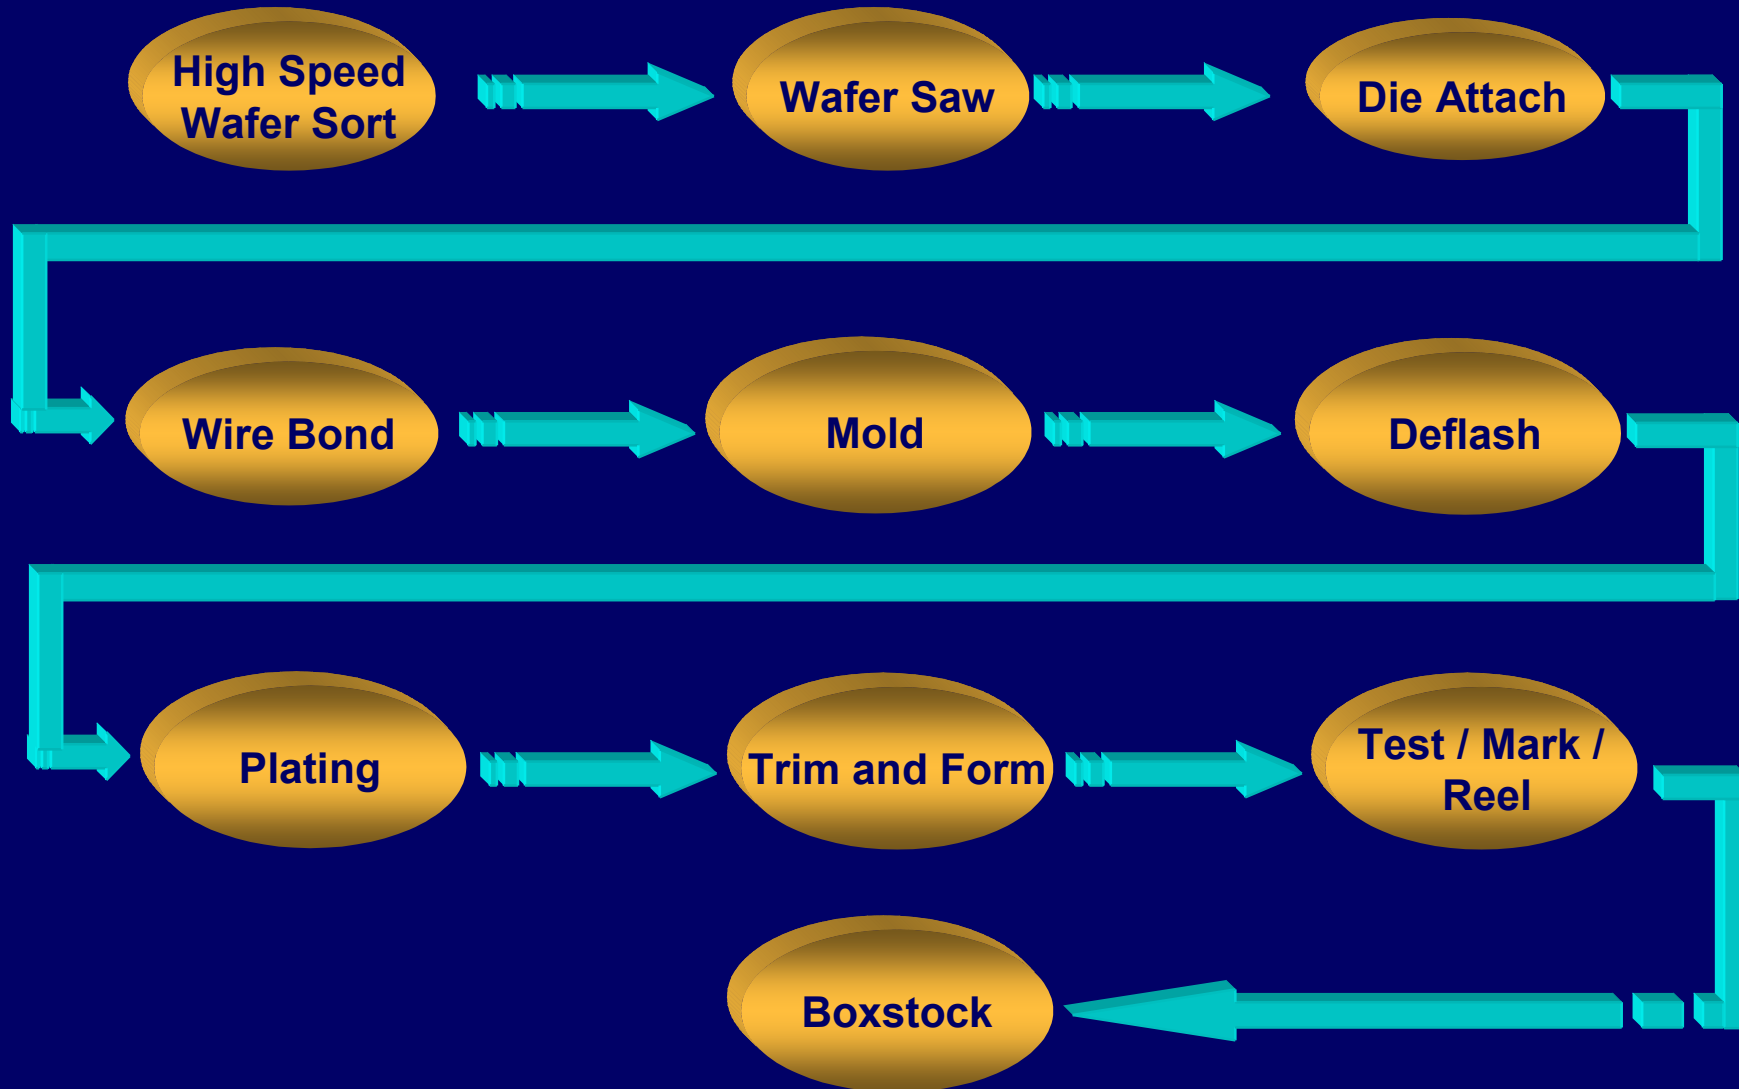 High Speed
Wafer Sort
Wafer Saw
Die Attach
Wire Bond
Mold
Deflash
Plating
Trim and Form
Test / Mark /
Reel
Boxstock